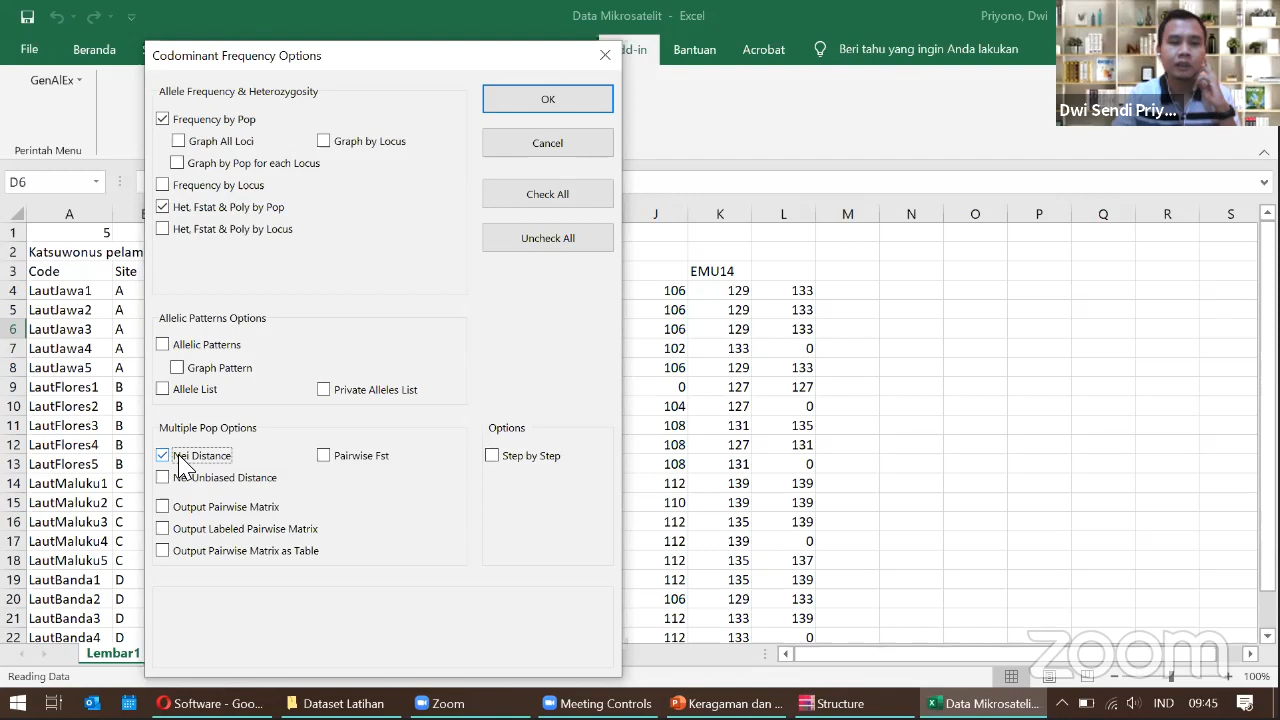 Data Mikrosatelit - Excel
Priyono, Dwi
File
Beranda
dd-in
Bantuan
Acrobat
Beri tahu yang ingin Anda lakukan
Dwi Sendi Priy...
GenAlEx
Perintah Menu
Codominant Frequency Options
Allele Frequency & Heterozygosity
Frequency by Pop
Graph All Loci
Graph by Locus
Graph by Pop for each Locus
Frequency by Locus
Het, Fstat & Poly by Pop
Het, Fstat & Poly by Locus
OK
Cancel
Check All
Uncheck All
Allelic Patterns Options
Allelic Patterns
Graph Pattern
Allele List
Private Alleles List
Multiple Pop Options
Nei Distance
Pairwise Fst
Unbiased Distance
Output Pairwise Matrix
Output Labeled Pairwise Matrix
Output Pairwise Matrix as Table
Options
Step by Step
D6
A J K L M N O P Q R S
1 5
2 Katsuwonus pelam
3 Code Site EMU14
4 LautJawa1 A 106 129 133
5 LautJawa2 A 106 129 133
6 LautJawa3 A 106 129 133
7 LautJawa4 A 102 133 0
8 LautJawa5 A 106 129 133
9 LautFlores1 B 0 127 127
10 LautFlores2 B 104 127 0
11 LautFlores3 B 108 131 135
12 LautFlores4 B 108 127 131
13 LautFlores5 B 108 131 0
14 LautMaluku1 C 112 139 139
15 LautMaluku2 C 110 139 139
16 LautMaluku3 C 112 135 139
17 LautMaluku4 C 112 139 0
18 LautMaluku5 C 112 135 137
19 LautBanda1 D 112 135 139
20 LautBanda2 D 106 129 133
21 LautBanda3 D 112 133 139
22 LautBanda4 D 112 133 0
Lembar1
zoom
Reading Data
100%
Software - Goo...
Dataset Latihan
Zoom
Meeting Controls
Keragaman dan ...
Structure
Data Mikrosateli...
IND
09:45